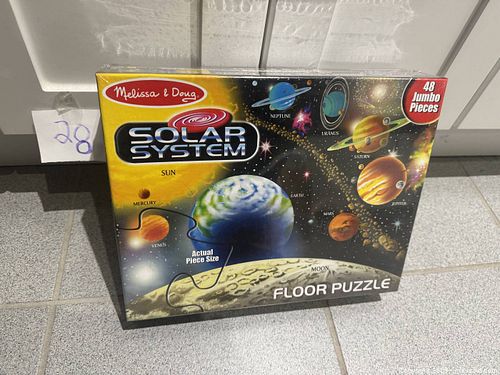 Melissa & Doug
48
Jumbo
Pieces
28
SOLAR
SYSTEM
NEPTUNE
URANUS
SATURN
SUN
MERCURY
EARTH
JUPITER
VENUS
MARS
Actual
Piece Size
MOON
FLOOR PUZZLE